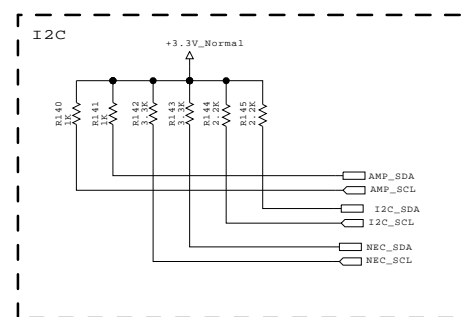 I2C
+3.3V_Normal
R140
1K
R141
1K
R142
3.3K
R143
3.3K
R144
2.2K
R145
2.2K
AMP_SDA
AMP_SCL
I2C_SDA
I2C_SCL
NEC_SDA
NEC_SCL